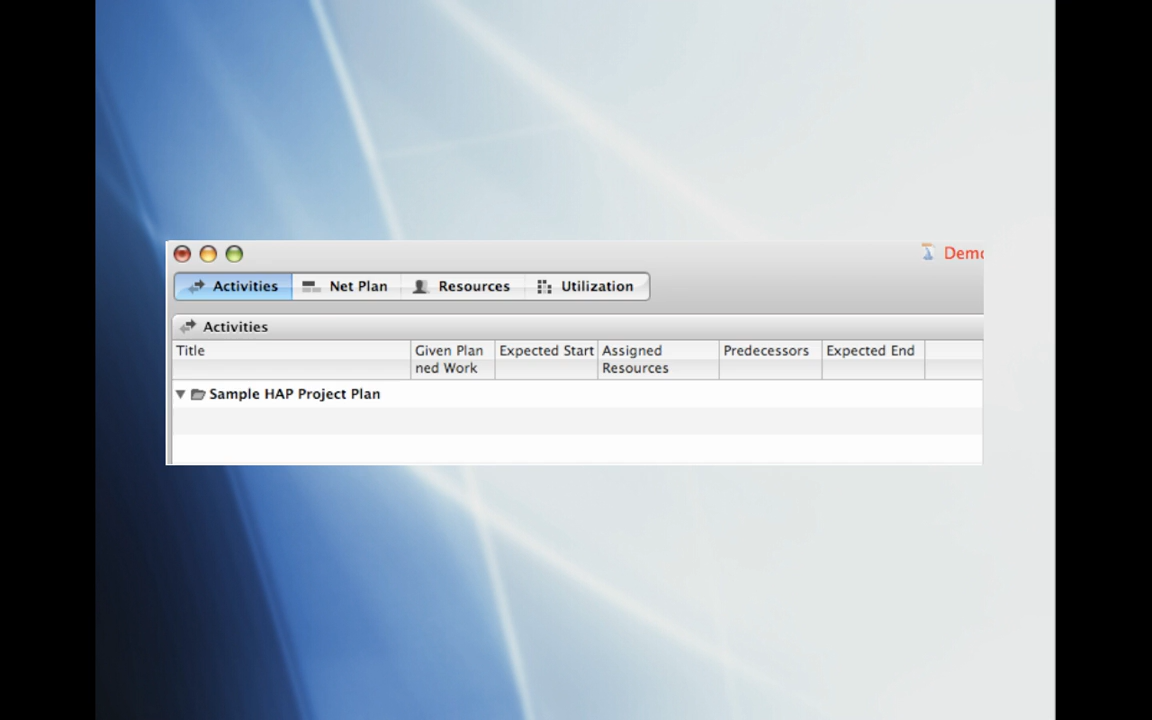 Demo
Activities Net Plan Resources Utilization
Activities
Title Given Plan Expected Start Assigned Predecessors Expected End
ned Work Resources
Sample HAP Project Plan